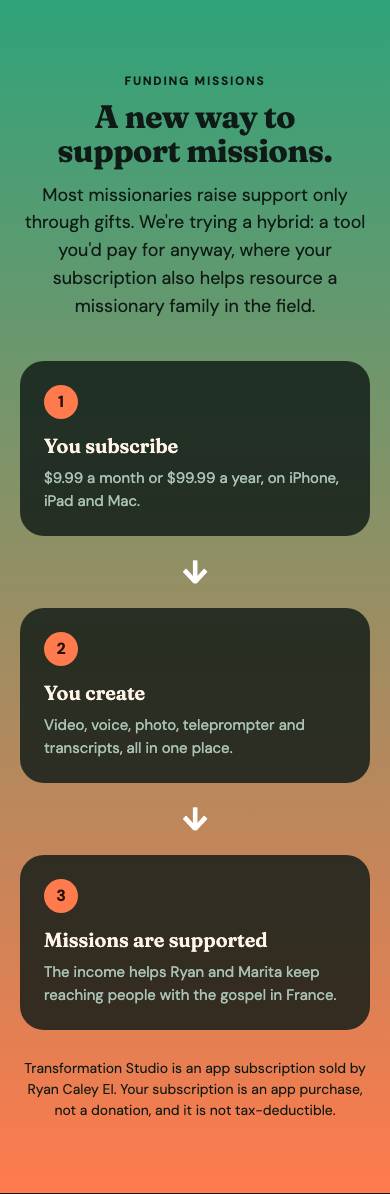 FUNDING MISSIONS
A new way to
support missions.
Most missionaries raise support only
through gifts. We're trying a hybrid: a tool
you'd pay for anyway, where your
subscription also helps resource a
missionary family in the field.
1
You subscribe
$9.99 a month or $99.99 a year, on iPhone,
iPad and Mac.
2
You create
Video, voice, photo, teleprompter and
transcripts, all in one place.
3
Missions are supported
The income helps Ryan and Marita keep
reaching people with the gospel in France.
Transformation Studio is an app subscription sold by
Ryan Caley EI. Your subscription is an app purchase,
not a donation, and it is not tax-deductible.